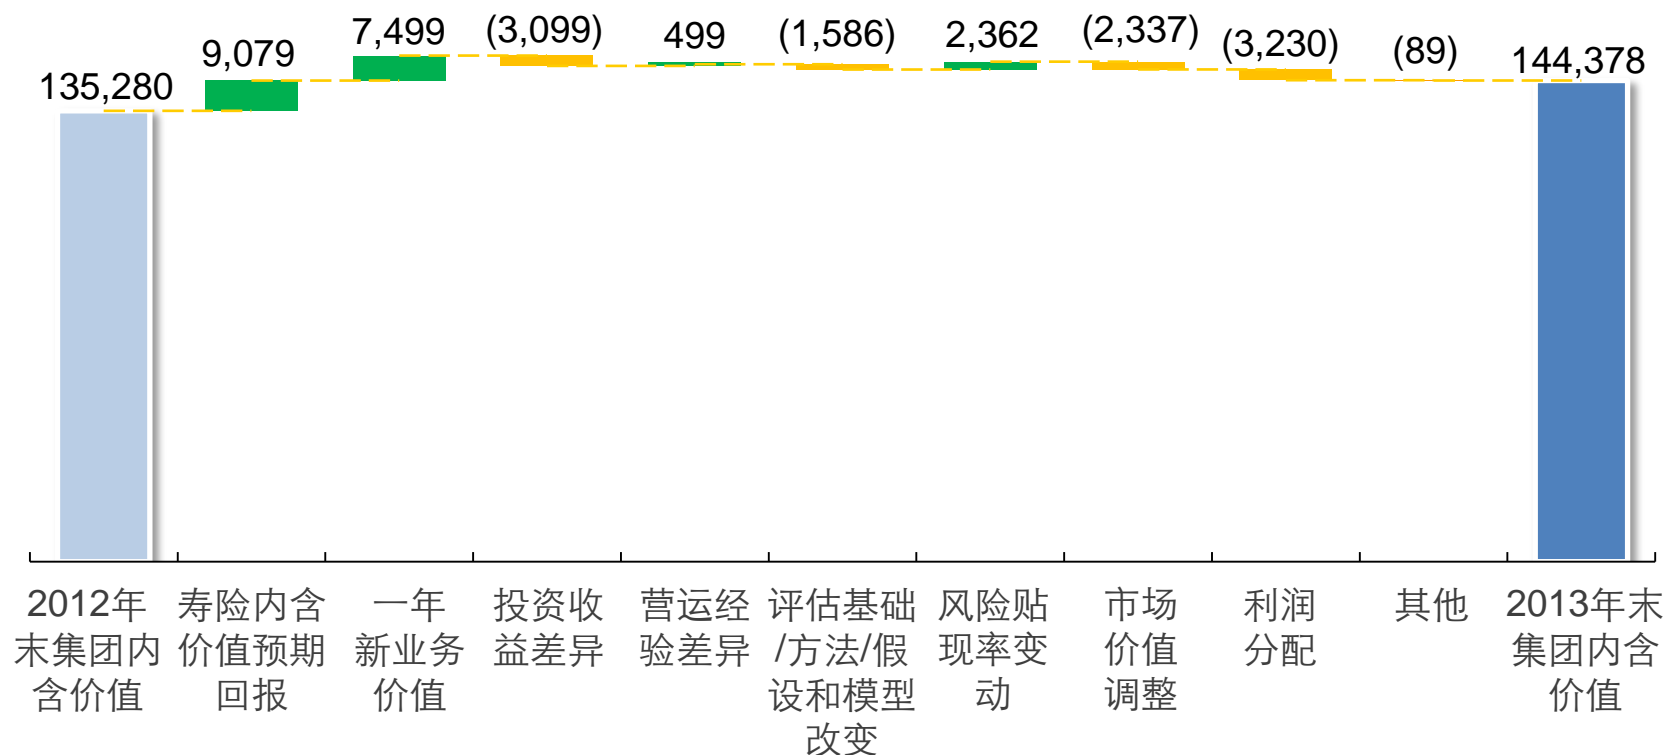 135,280
9,079
7,499
(3,099)
499
(1,586)
2,362
(2,337)
(3,230)
(89)
144,378
2012年
末集团内
含价值
寿险内含
价值预期
回报
一年
新业务
价值
投资收
益差异
营运经
验差异
评估基础
/方法/假
设和模型
改变
风险贴
现率变
动
市场
价值
调整
利润
分配
其他
2013年末
集团内含
价值